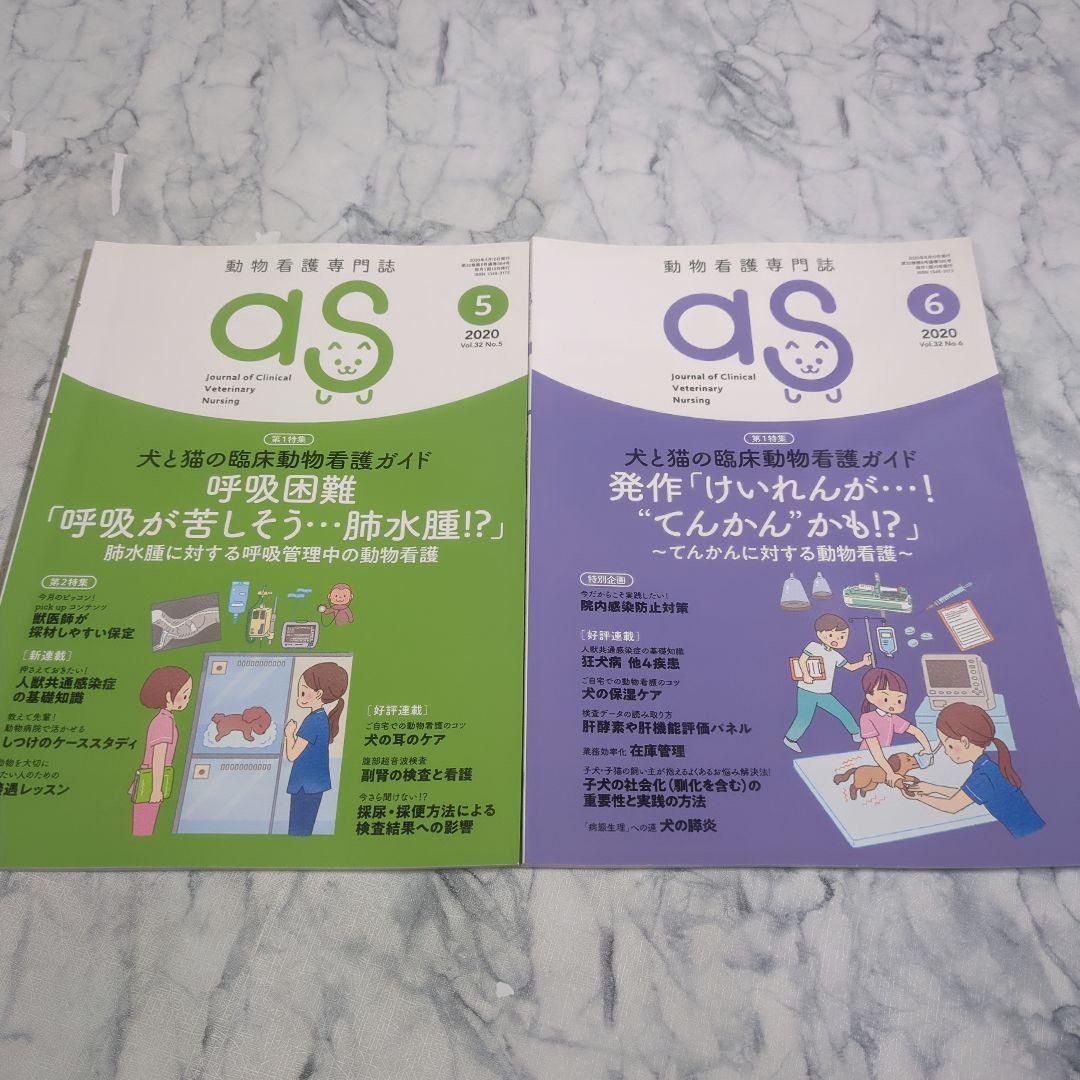 動物看護専門誌
as
Journal of Clinical
Veterinary
Nursing
5
2020
Vol.32 No.5
第1特集
犬と猫の臨床動物看護ガイド
呼吸困難
「呼吸が苦しそう…肺水腫!?」
肺水腫に対する呼吸管理中の動物看護
第2特集
今月のピッコン!
pick up コンテンツ
獣医師が
採材しやすい保定
[新連載]
押さえておきたい!
人獣共通感染症
の基礎知識
教えて先輩!
動物病院で活かせる
しつけのケーススタディ
動物を大切に
たい人のための
遇レッスン
[好評連載]
ご自宅での動物看護のコツ
犬の耳のケア
腹部超音波検査
副腎の検査と看護
今さら聞けない!?
採尿・採便方法による
検査結果への影響
動物看護専門誌
as
Journal of Clinical
Veterinary
Nursing
6
2020
Vol.32 No.6
第1特集
犬と猫の臨床動物看護ガイド
発作「けいれんが…!
“てんかん”かも!?」
~てんかんに対する動物看護~
特別企画
今だからこそ実践したい!
院内感染防止対策
[好評連載]
人獣共通感染症の基礎知識
狂犬病 他4疾患
ご自宅での動物看護のコツ
犬の保湿ケア
検査データの読み取り方
肝酵素や肝機能評価パネル
業務効率化 在庫管理
子犬・子猫の飼い主が抱えるよくあるお悩み解決法!
子犬の社会化(馴化を含む)の
重要性と実践の方法
「病態生理」への道 犬の膵炎